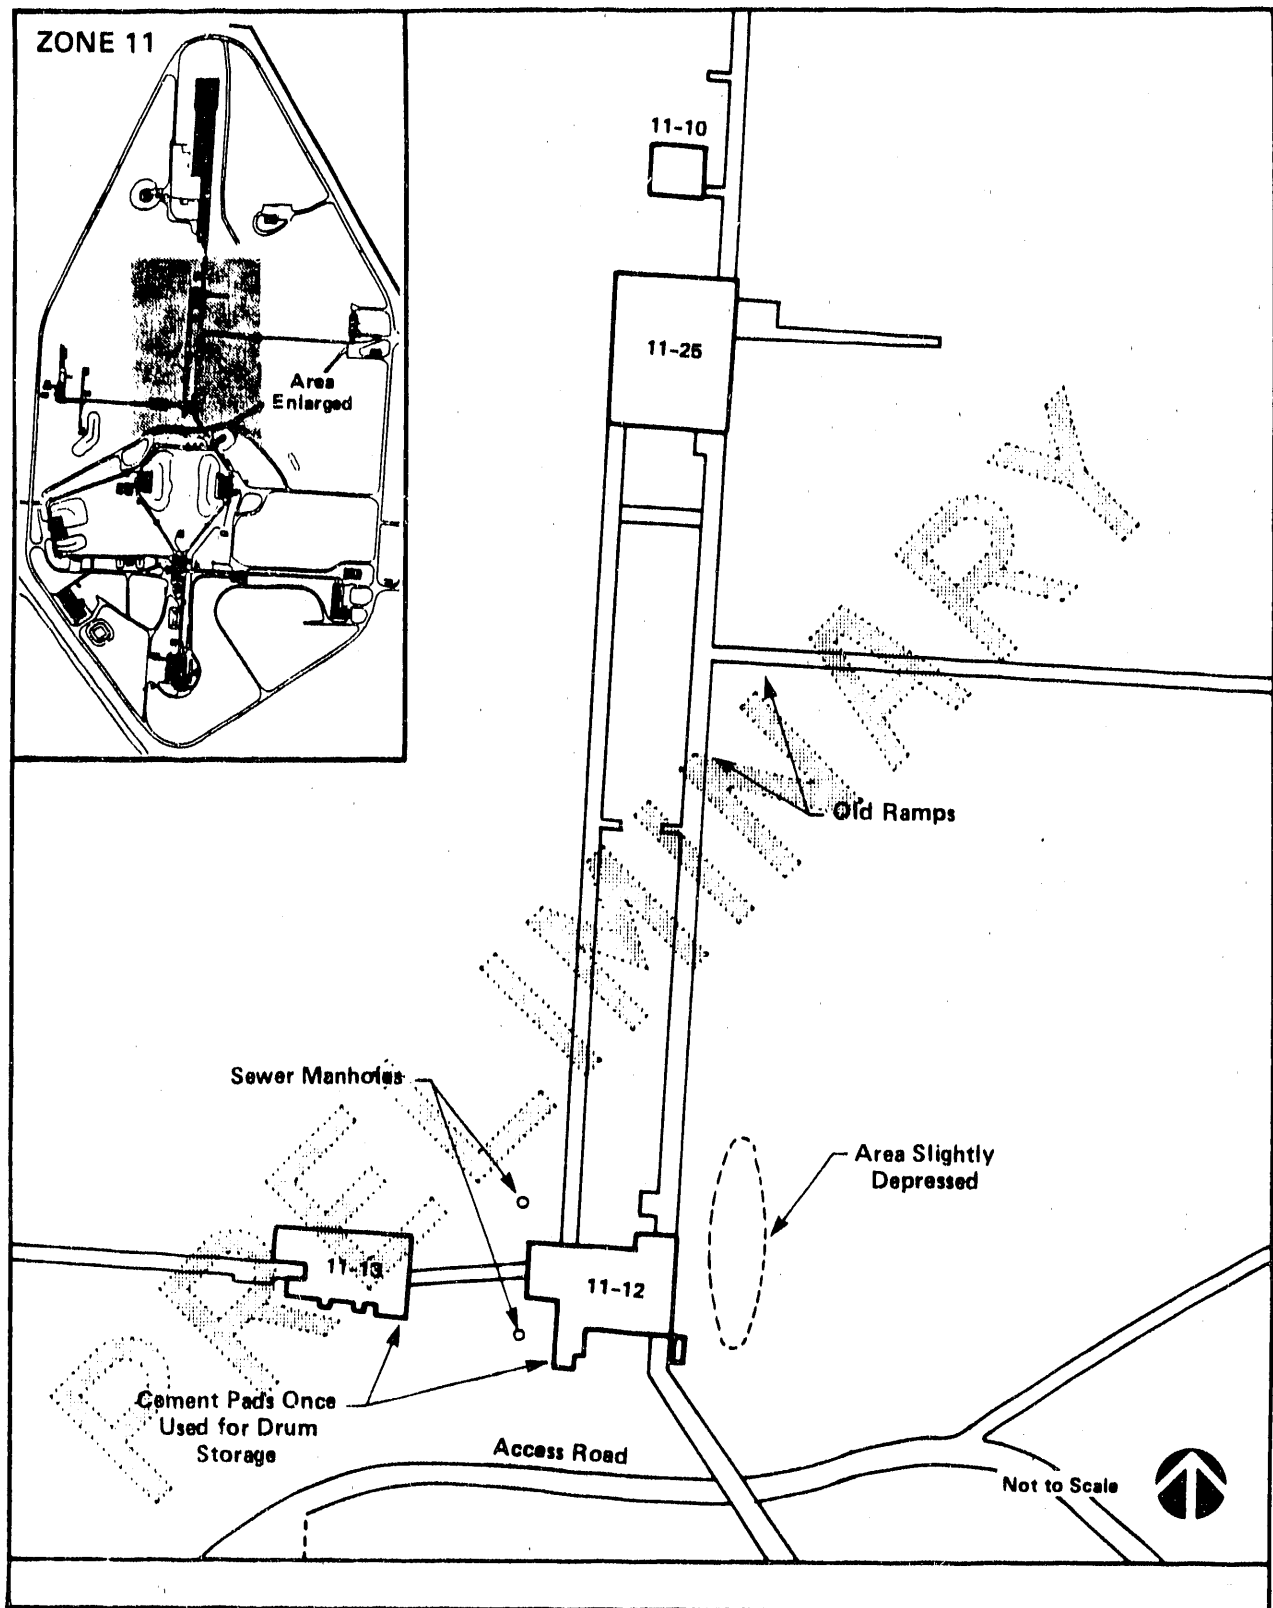 ZONE 11
Area
Enlarged
11-10
11-25
Old Ramps
Sewer Manholes
Area Slightly
Depressed
11-13
11-12
Cement Pads Once
Used for Drum
Storage
Access Road
Not to Scale
PRELIMINARY